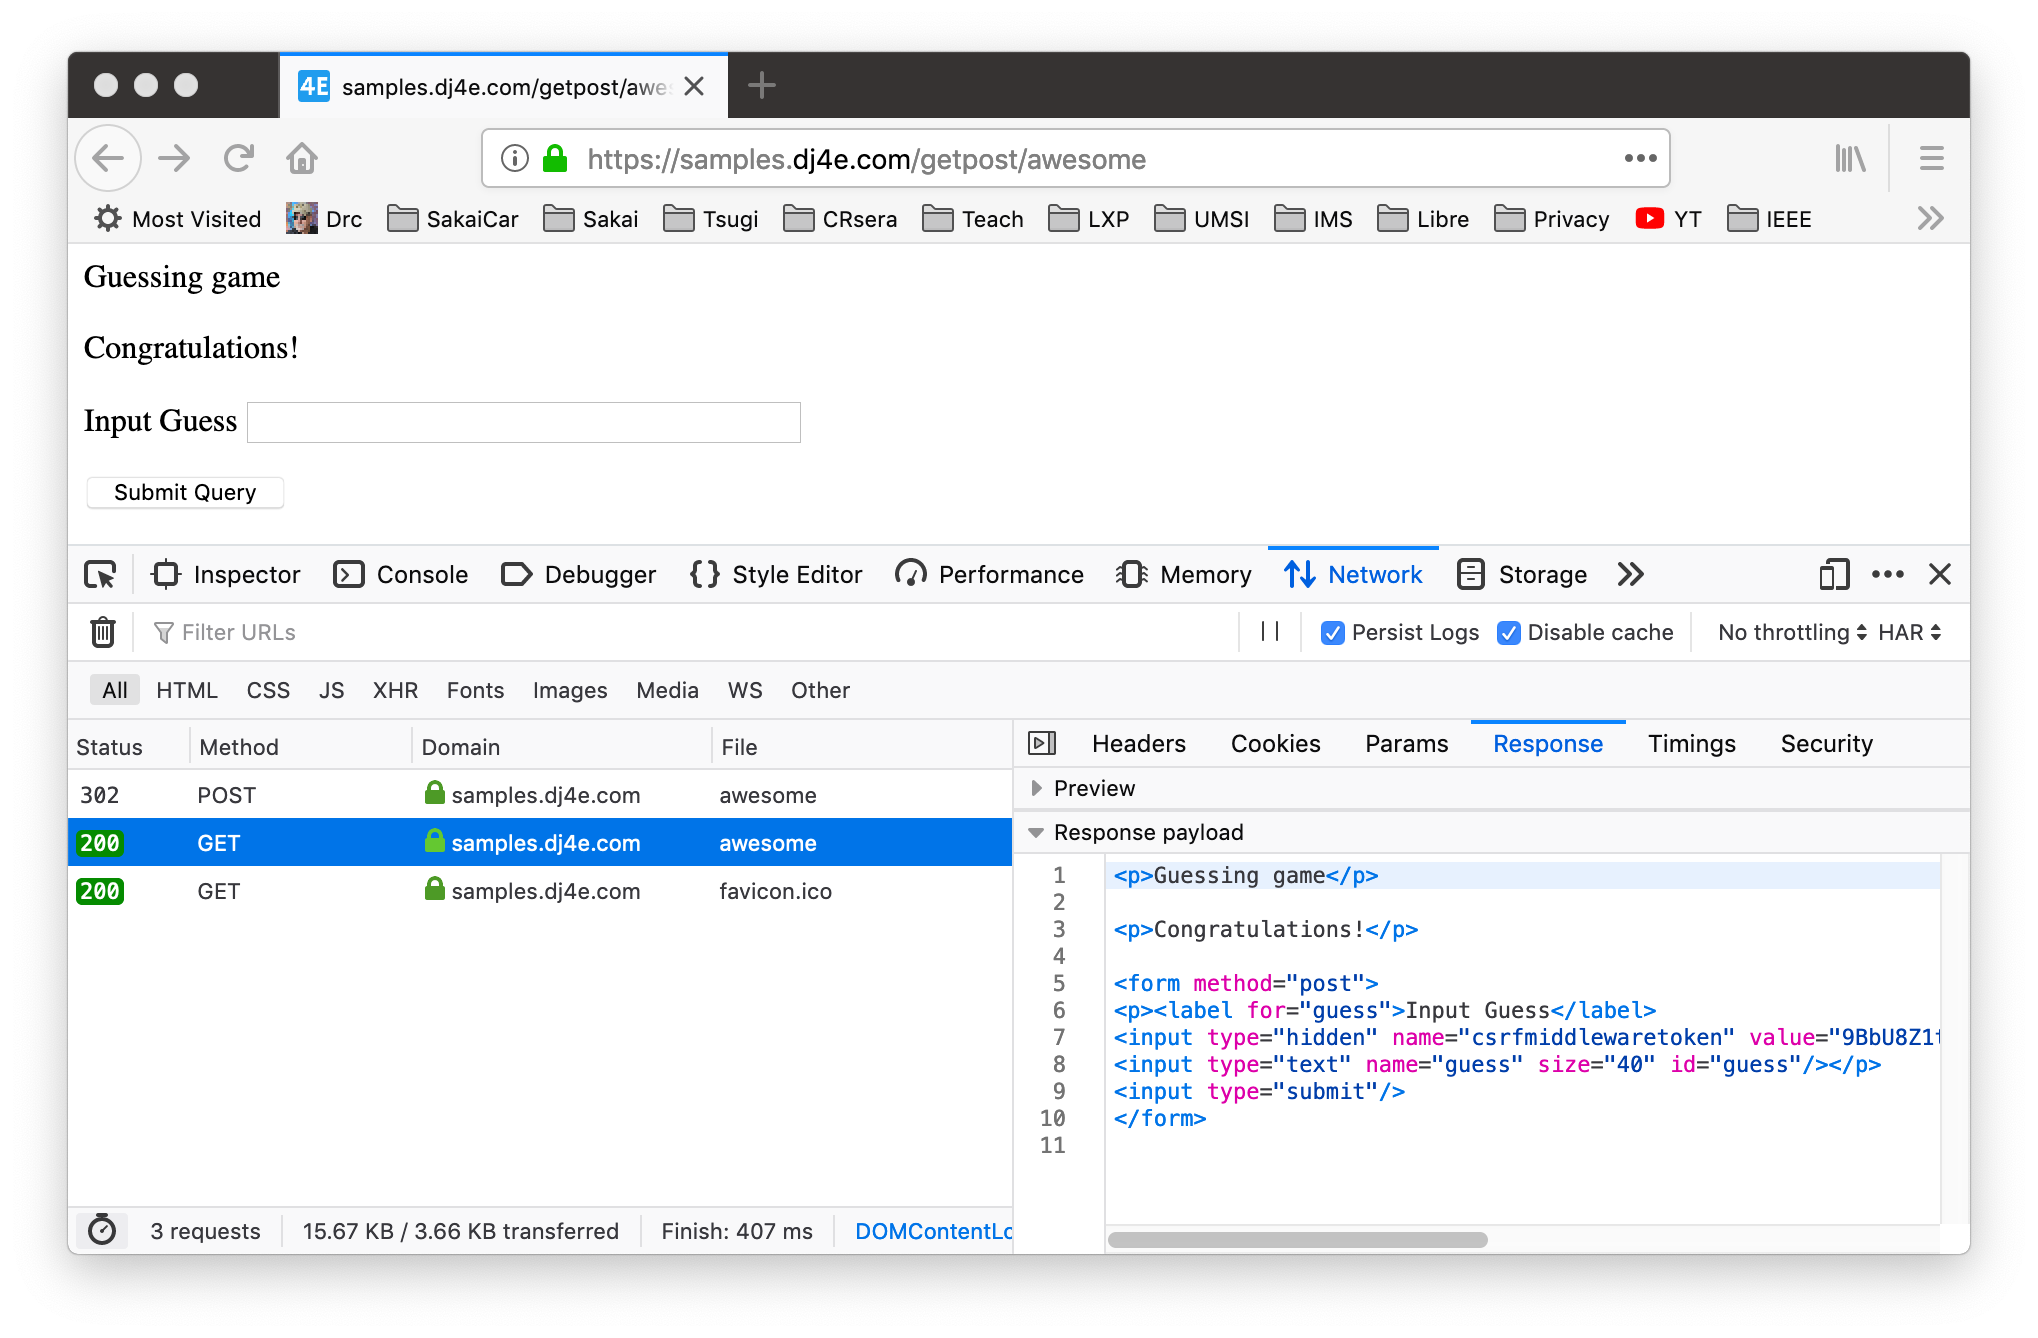 4E samples.dj4e.com/getpost/awe
https://samples.dj4e.com/getpost/awesome
Most Visited Drc SakaiCar Sakai Tsugi CRsera Teach LXP UMSI IMS Libre Privacy YT IEEE
Guessing game
Congratulations!
Input Guess
Submit Query
Inspector Console Debugger {} Style Editor Performance Memory Network Storage
Filter URLs Persist Logs Disable cache No throttling HAR
All HTML CSS JS XHR Fonts Images Media WS Other
Status Method Domain File
302 POST samples.dj4e.com awesome
200 GET samples.dj4e.com awesome
200 GET samples.dj4e.com favicon.ico
3 requests 15.67 KB / 3.66 KB transferred Finish: 407 ms DOMContentLo
Headers Cookies Params Response Timings Security
Preview
Response payload
1 <p>Guessing game</p>
2
3 <p>Congratulations!</p>
4
5 <form method="post">
6 <p><label for="guess">Input Guess</label>
7 <input type="hidden" name="csrfmiddlewaretoken" value="9BbU8Z1
8 <input type="text" name="guess" size="40" id="guess"/></p>
9 <input type="submit"/>
10 </form>
11